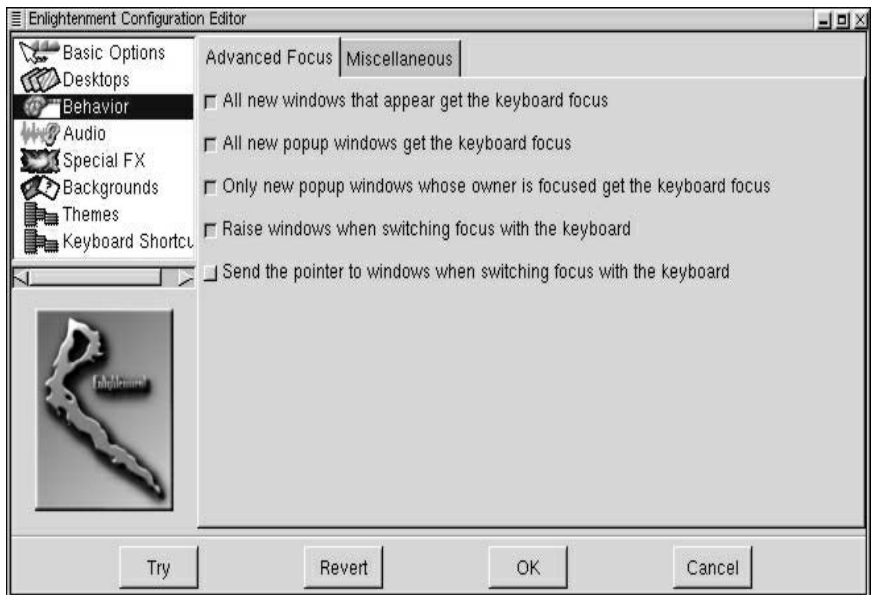 Enlightenment Configuration Editor
Basic Options
Desktops
Behavior
Audio
Special FX
Backgrounds
Themes
Keyboard Shortcu
Enlightenment
Advanced Focus
Miscellaneous
All new windows that appear get the keyboard focus
All new popup windows get the keyboard focus
Only new popup windows whose owner is focused get the keyboard focus
Raise windows when switching focus with the keyboard
Send the pointer to windows when switching focus with the keyboard
Try
Revert
OK
Cancel